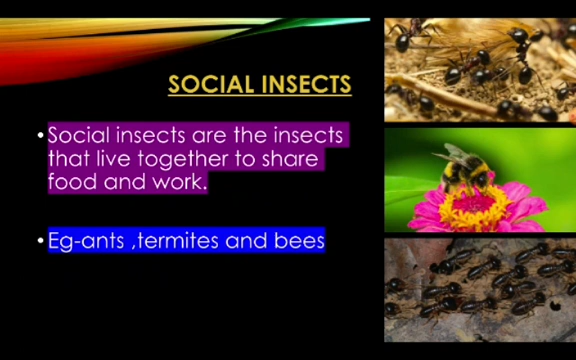 SOCIAL INSECTS
•Social insects are the insects
that live together to share
food and work.
•Eg-ants ,termites and bees